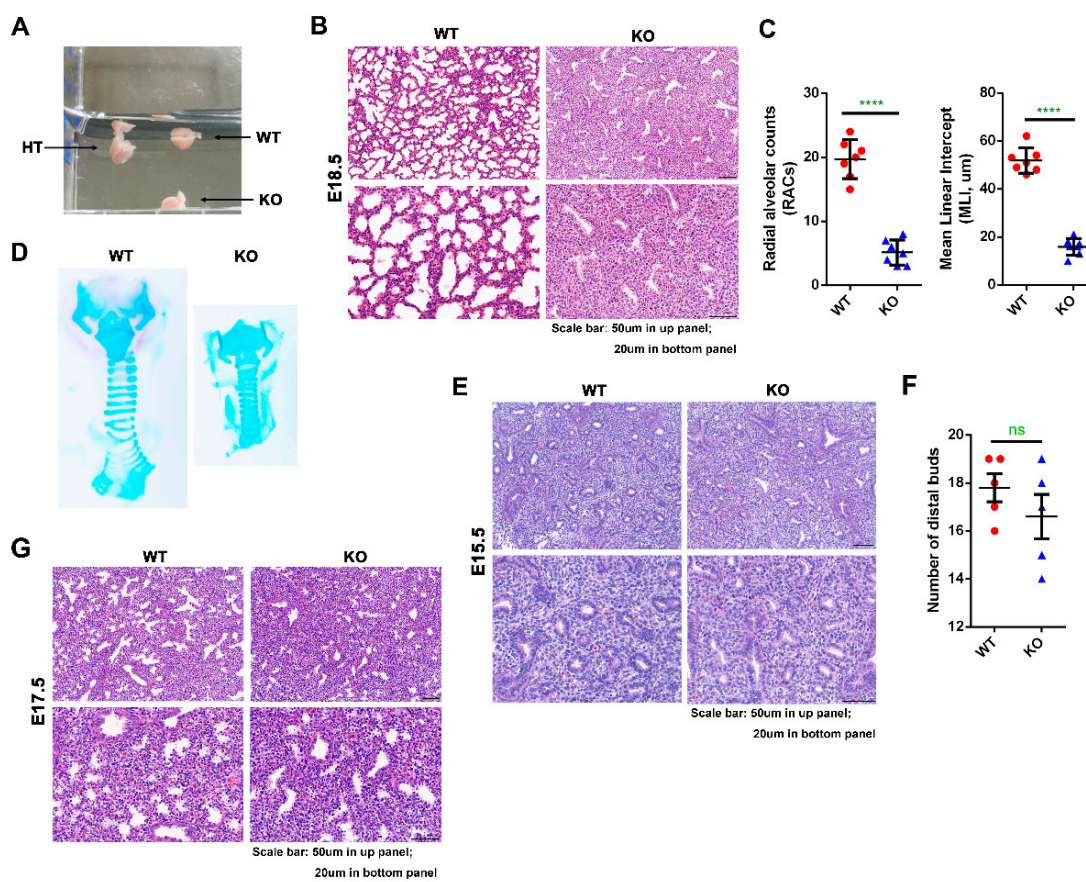 A
HT
WT
KO
B
WT
KO
E18.5
Scale bar: 50um in up panel;
20um in bottom panel
C
Radial alveolar counts
(RACs)
30
20
10
0
****
WT
KO
Mean Linear Intercept
(MLI, um)
80
60
40
20
0
****
WT
KO
D
WT
KO
E
WT
KO
E15.5
Scale bar: 50um in up panel;
20um in bottom panel
F
Number of distal buds
20
18
16
14
12
ns
WT
KO
G
WT
KO
E17.5
Scale bar: 50um in up panel;
20um in bottom panel